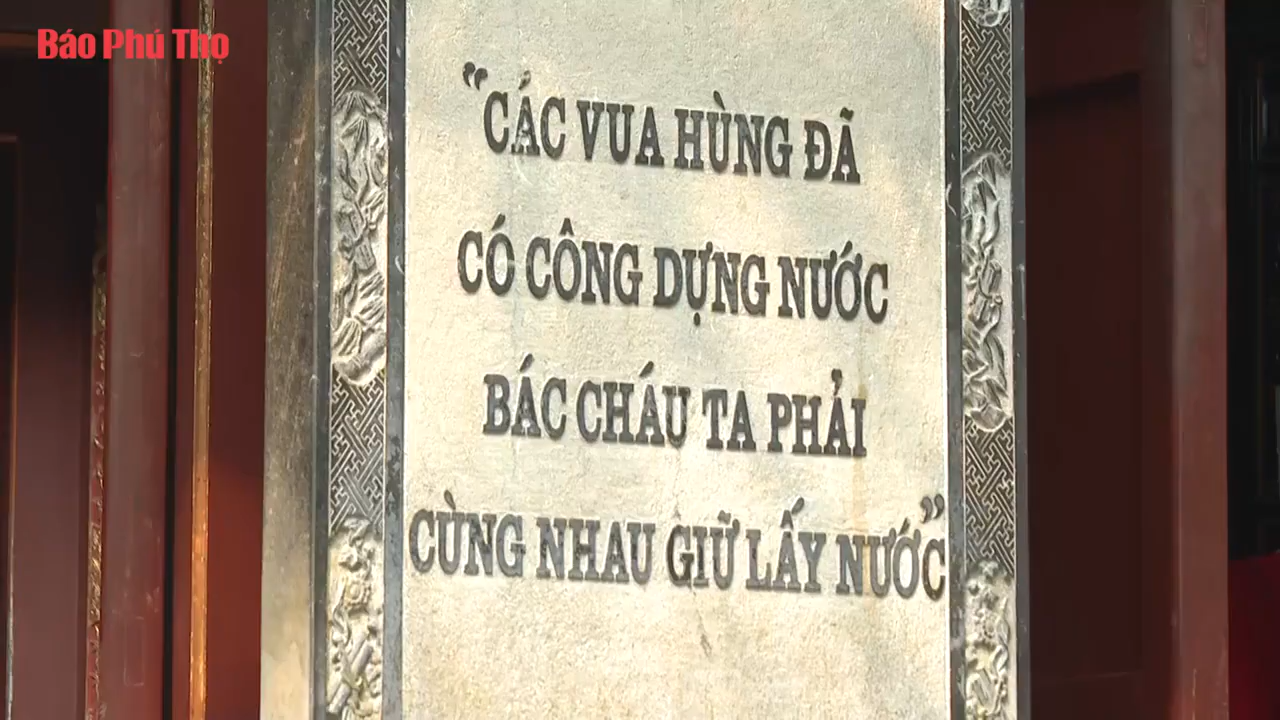 Báo Phú Thọ
“CÁC VUA HÙNG ĐÃ
CÓ CÔNG DỰNG NƯỚC
BÁC CHÁU TA PHẢI
CÙNG NHAU GIỮ LẤY NƯỚC”